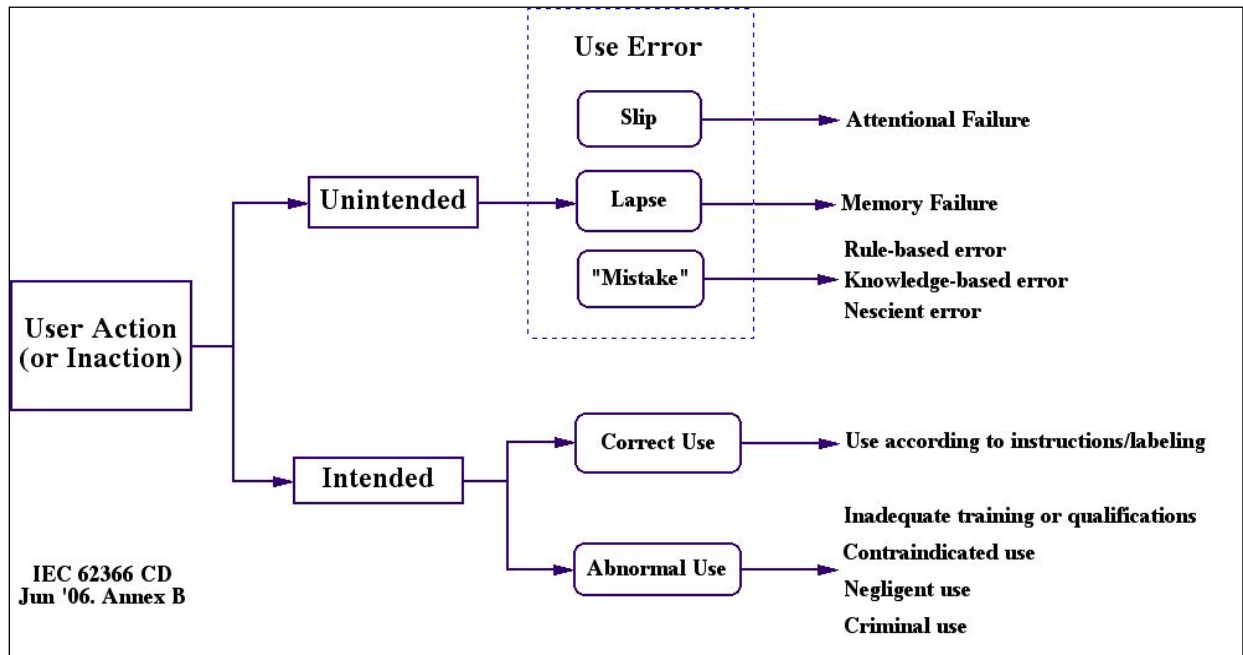 Use Error
Slip
Attentional Failure
Unintended
Lapse
Memory Failure
"Mistake"
Rule-based error
Knowledge-based error
Nescient error
User Action
(or Inaction)
Intended
Correct Use
Use according to instructions/labeling
Abnormal Use
Inadequate training or qualifications
Contraindicated use
Negligent use
Criminal use
IEC 62366 CD
Jun '06. Annex B